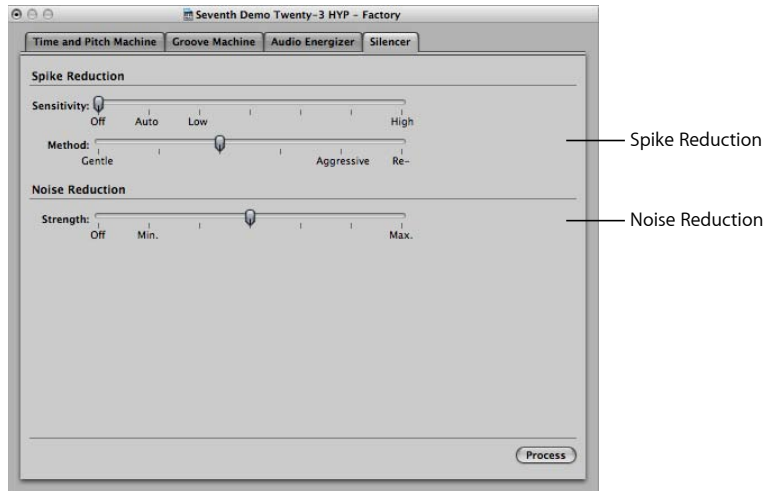 Seventh Demo Twenty-3 HYP - Factory
Time and Pitch Machine Groove Machine Audio Energizer Silencer
Spike Reduction
Sensitivity:
Off Auto Low High
Method:
Gentle Aggressive Re-
Spike Reduction
Noise Reduction
Strength:
Off Min. Max.
Noise Reduction
Process